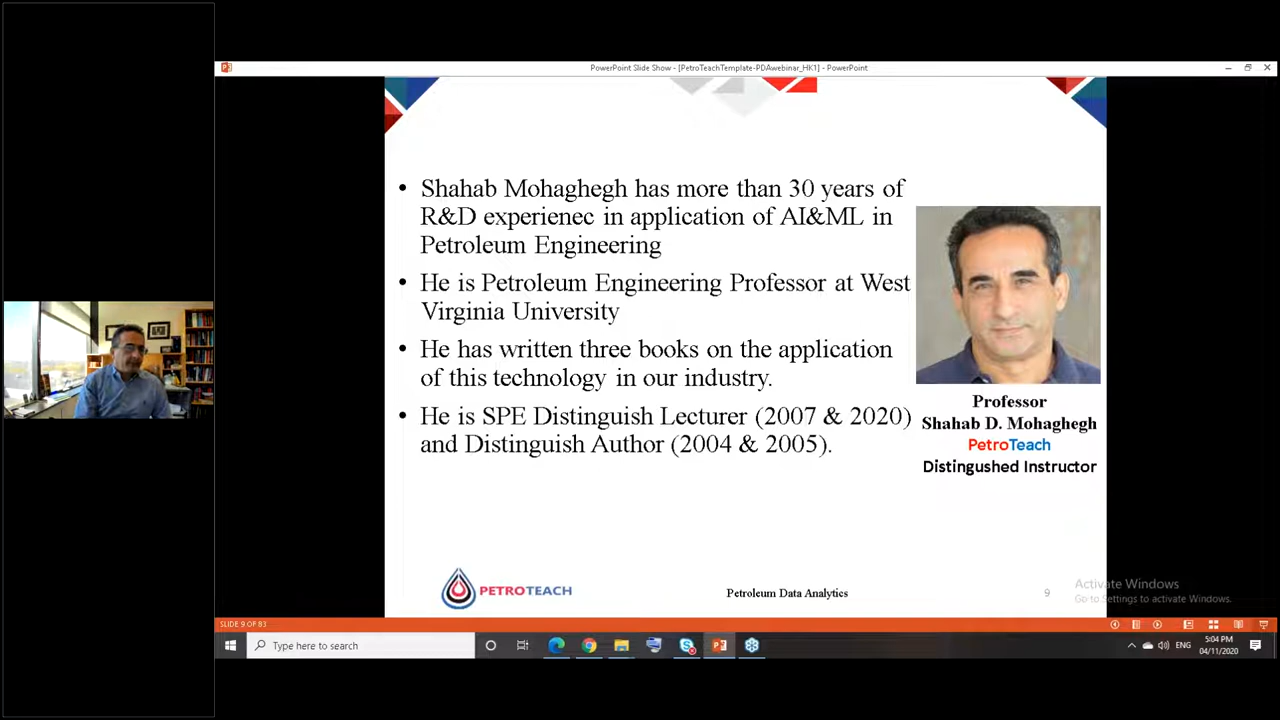 PowerPoint Slide Show - [PetroTeachTemplate-PDAwebinar_HK1] - PowerPoint
• Shahab Mohaghegh has more than 30 years of
R&D experienec in application of AI&ML in
Petroleum Engineering
• He is Petroleum Engineering Professor at West
Virginia University
• He has written three books on the application
of this technology in our industry.
• He is SPE Distinguish Lecturer (2007 & 2020)
and Distinguish Author (2004 & 2005).
Professor
Shahab D. Mohaghegh
PetroTeach
Distingushed Instructor
PETROTEACH
Petroleum Data Analytics
9
Activate Windows
Go to Settings to activate Windows.
SLIDE 9 OF 83
Type here to search
ENG
5:04 PM
04/11/2020